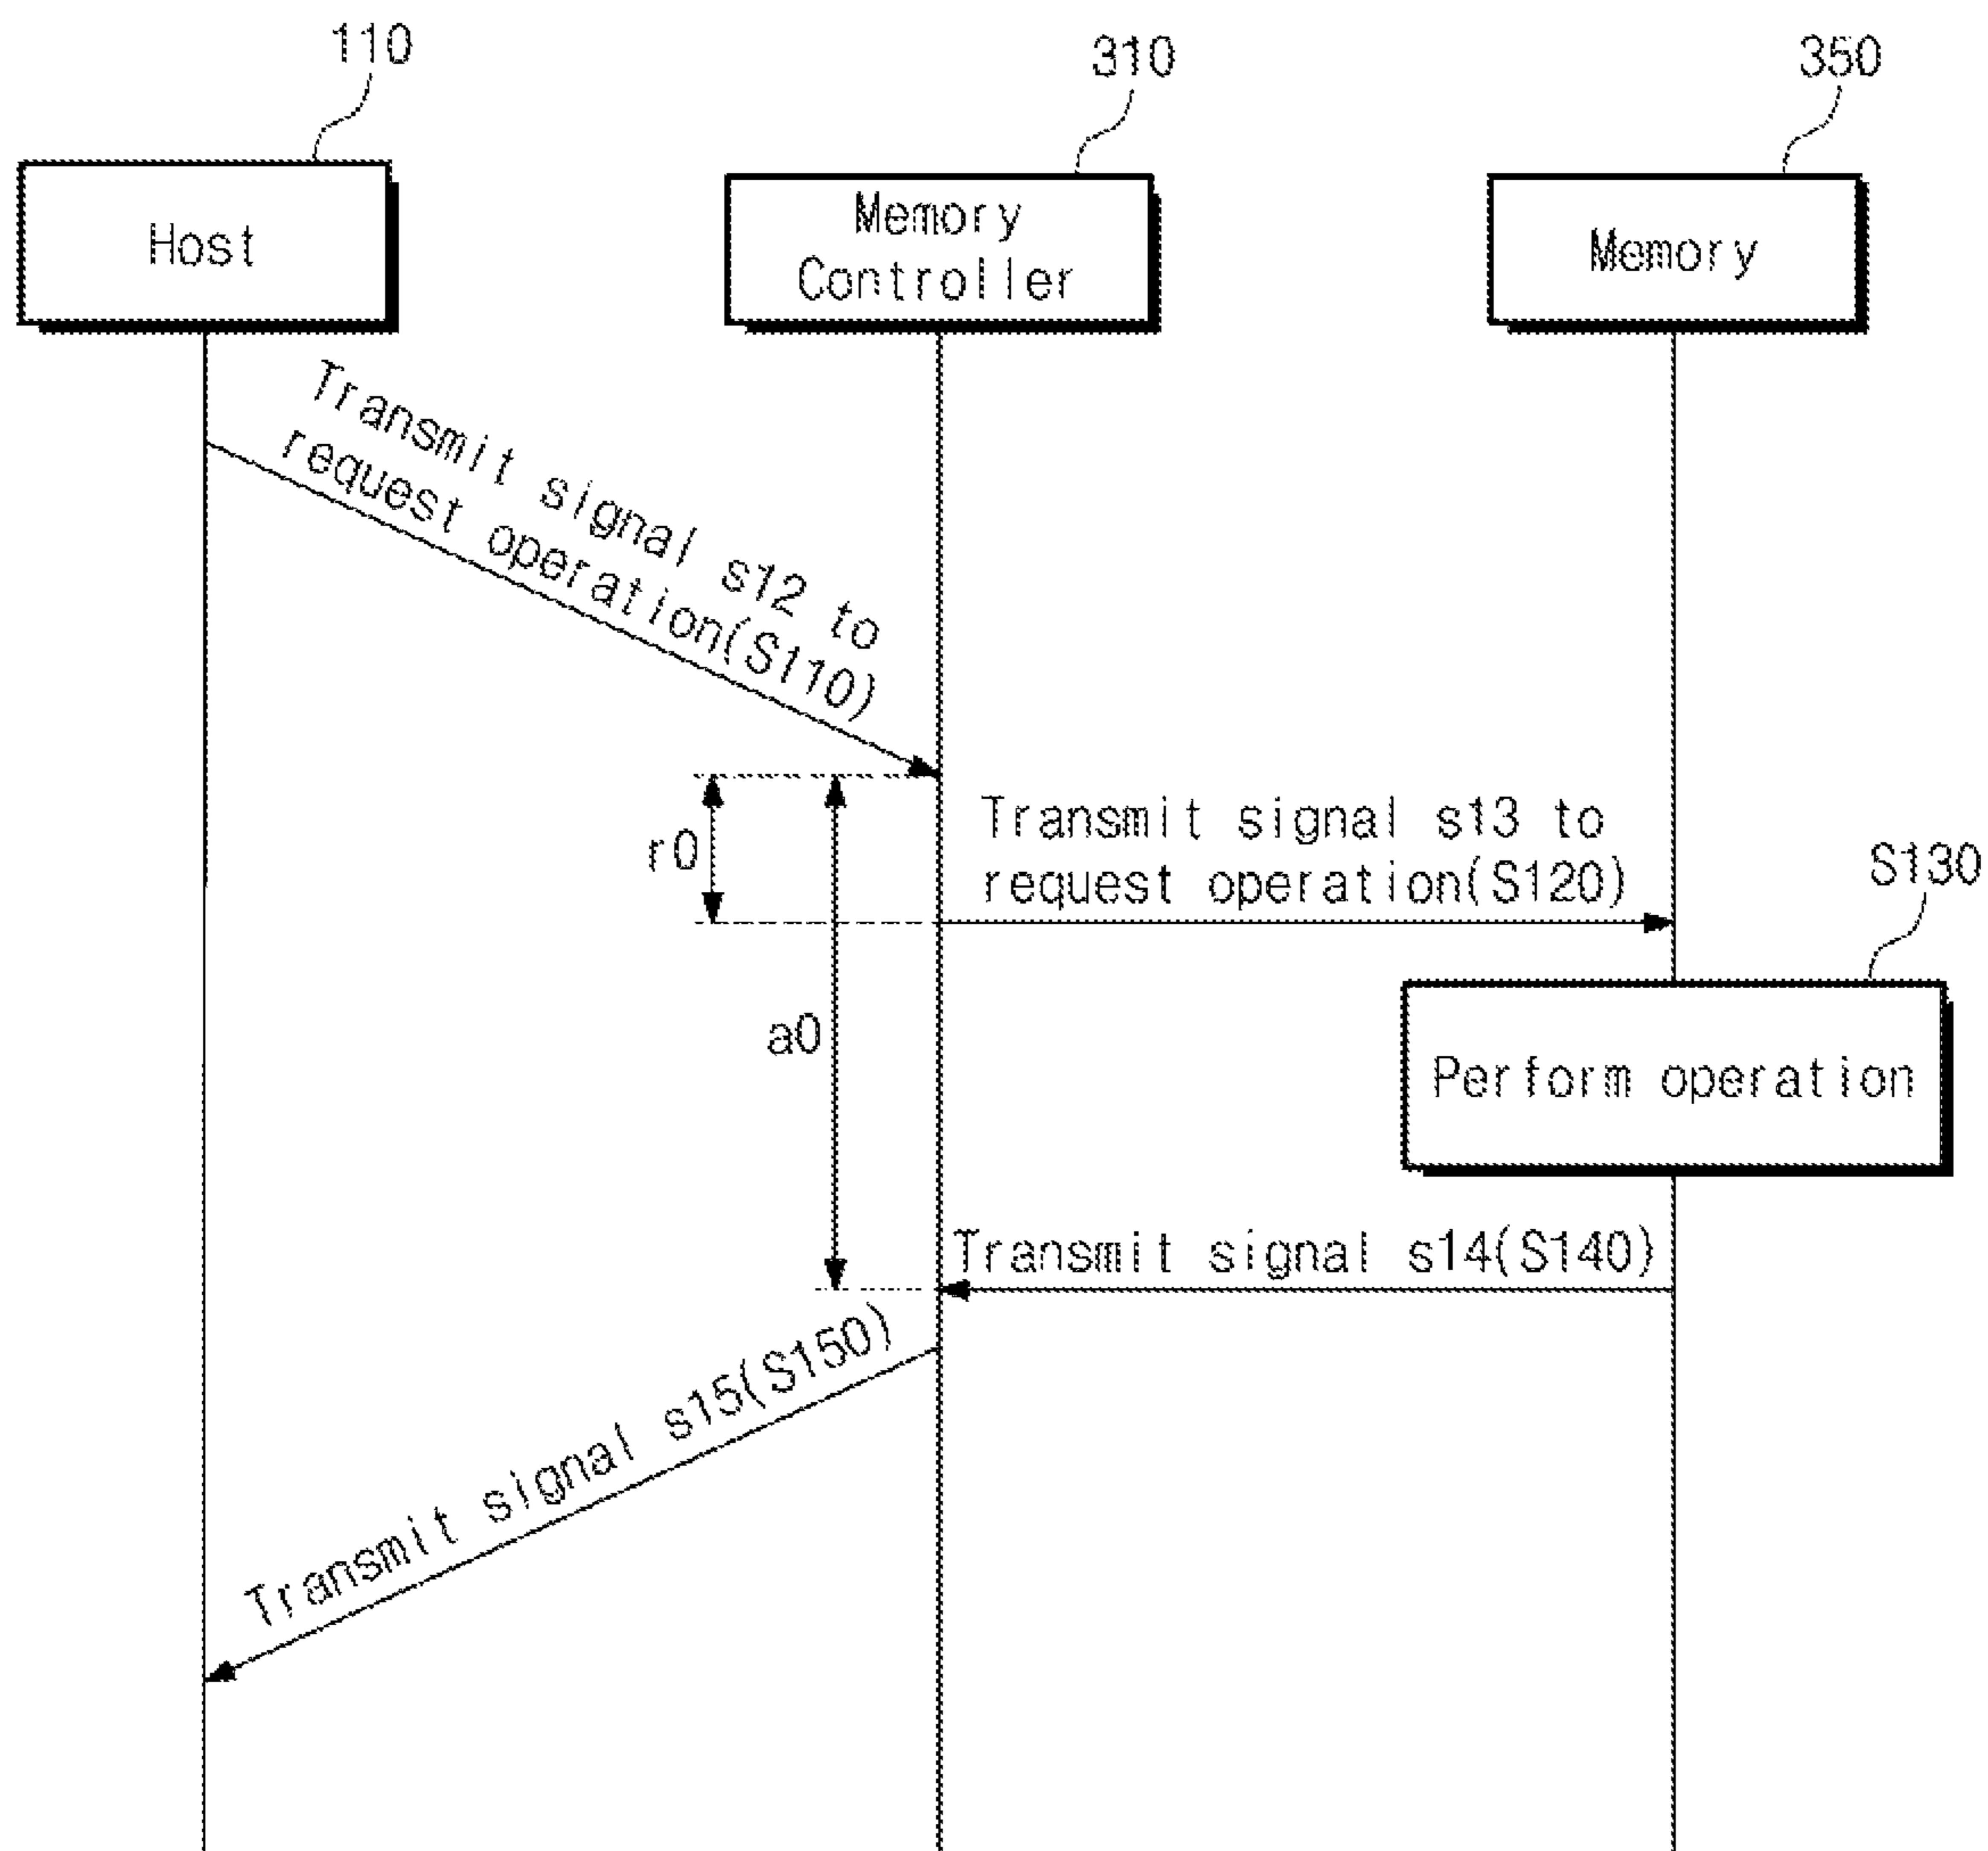 110
310
350
Host
Memory
Controller
Memory
Transmit signal s12 to
request operation(S110)
r0
Transmit signal s13 to
request operation(S120)
S130
a0
Perform operation
Transmit signal s14(S140)
Transmit signal s15(S150)